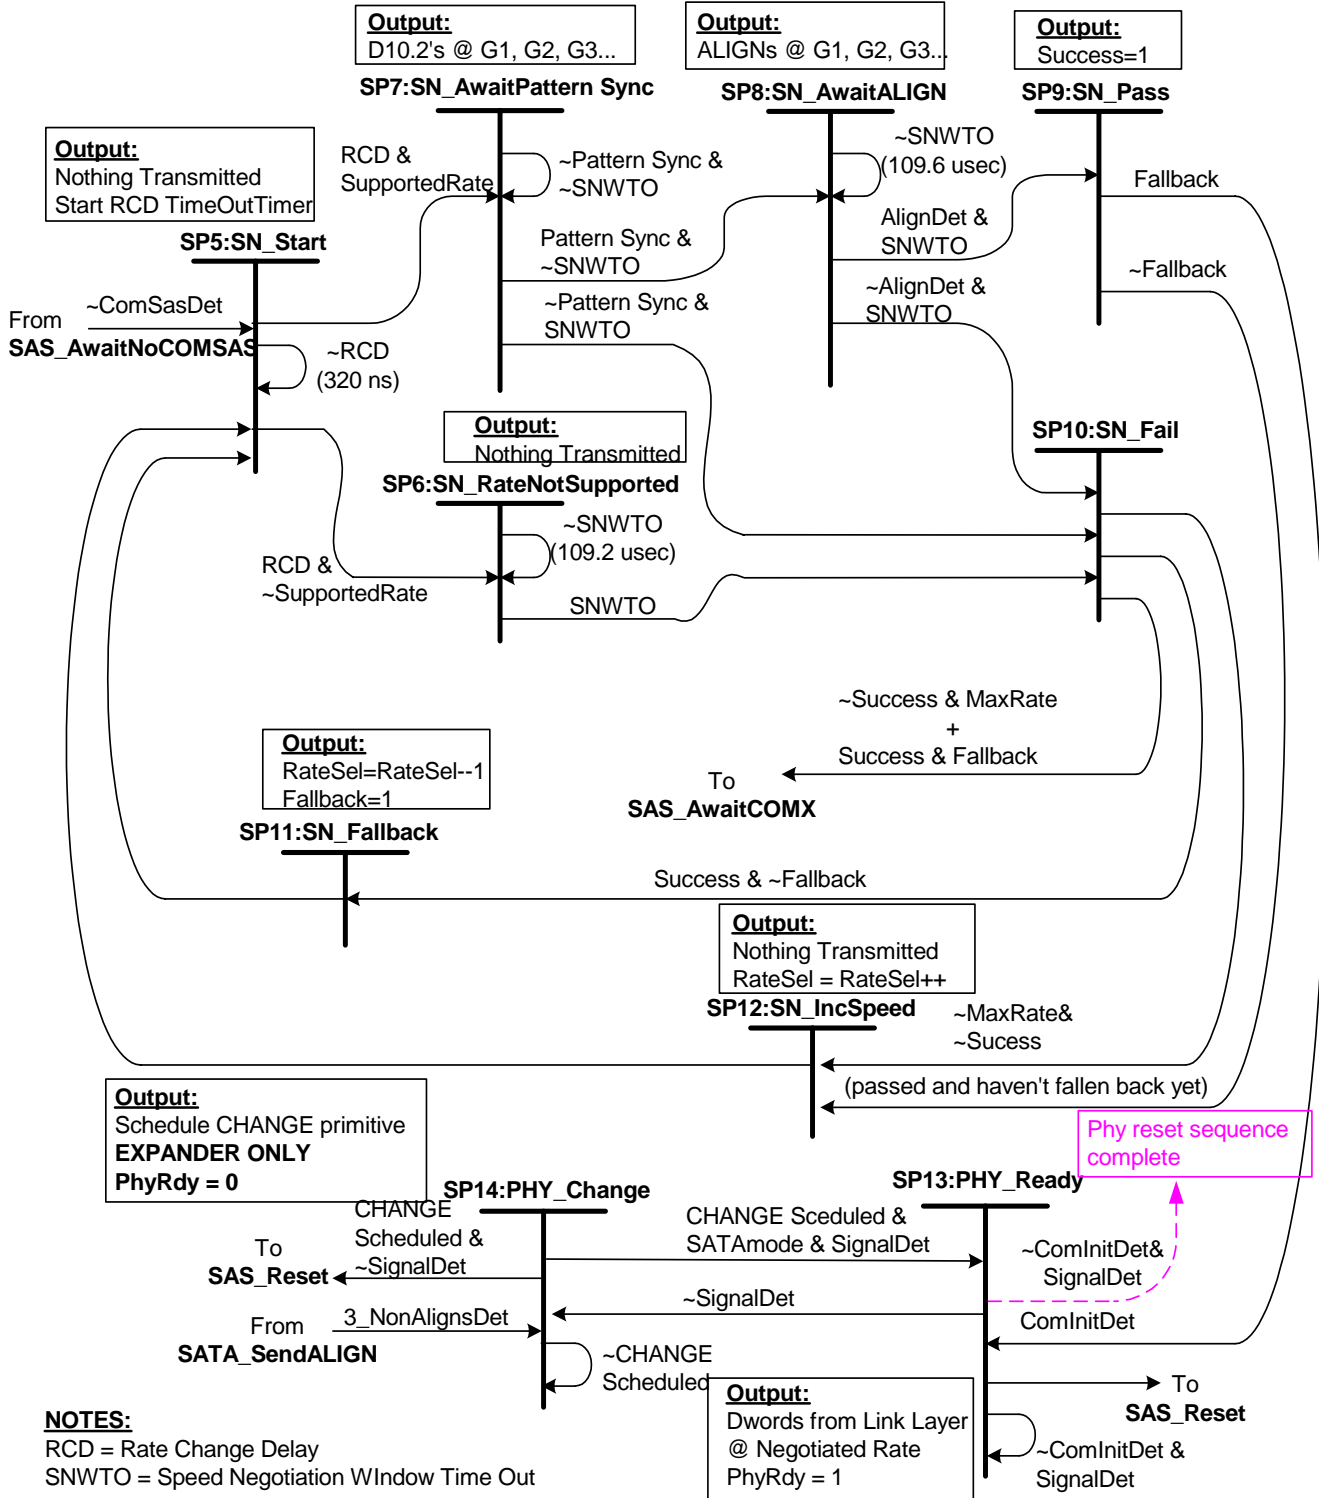 Output:
D10.2's @ G1, G2, G3...
SP7:SN_AwaitPattern Sync
Output:
ALIGNs @ G1, G2, G3...
SP8:SN_AwaitALIGN
Output:
Success=1
SP9:SN_Pass
Output:
Nothing Transmitted
Start RCD TimeOutTimer
SP5:SN_Start
RCD &
SupportedRate
~Pattern Sync &
~SNWTO
~SNWTO
(109.6 usec)
Fallback
Pattern Sync &
~SNWTO
AlignDet &
SNWTO
~Fallback
~ComSasDet
From
SAS_AwaitNoCOMSAS
~Pattern Sync &
SNWTO
~AlignDet &
SNWTO
~RCD
(320 ns)
Output:
Nothing Transmitted
SP6:SN_RateNotSupported
SP10:SN_Fail
~SNWTO
(109.2 usec)
RCD &
~SupportedRate
SNWTO
~Success & MaxRate
+
Success & Fallback
To
SAS_AwaitCOMX
Output:
RateSel=RateSel--1
Fallback=1
SP11:SN_Fallback
Success & ~Fallback
Output:
Nothing Transmitted
RateSel = RateSel++
SP12:SN_IncSpeed
~MaxRate&
~Sucess
(passed and haven't fallen back yet)
Output:
Schedule CHANGE primitive
EXPANDER ONLY
PhyRdy = 0
Phy reset sequence
complete
SP14:PHY_Change
SP13:PHY_Ready
CHANGE
Scheduled &
~SignalDet
To
SAS_Reset
CHANGE Sceduled &
SATAmode & SignalDet
~ComInitDet&
SignalDet
~SignalDet
ComInitDet
From
SATA_SendALIGN
3_NonAlignsDet
~CHANGE
Scheduled
To
SAS_Reset
Output:
Dwords from Link Layer
@ Negotiated Rate
PhyRdy = 1
~ComInitDet &
SignalDet
NOTES:
RCD = Rate Change Delay
SNWTO = Speed Negotiation WIndow Time Out